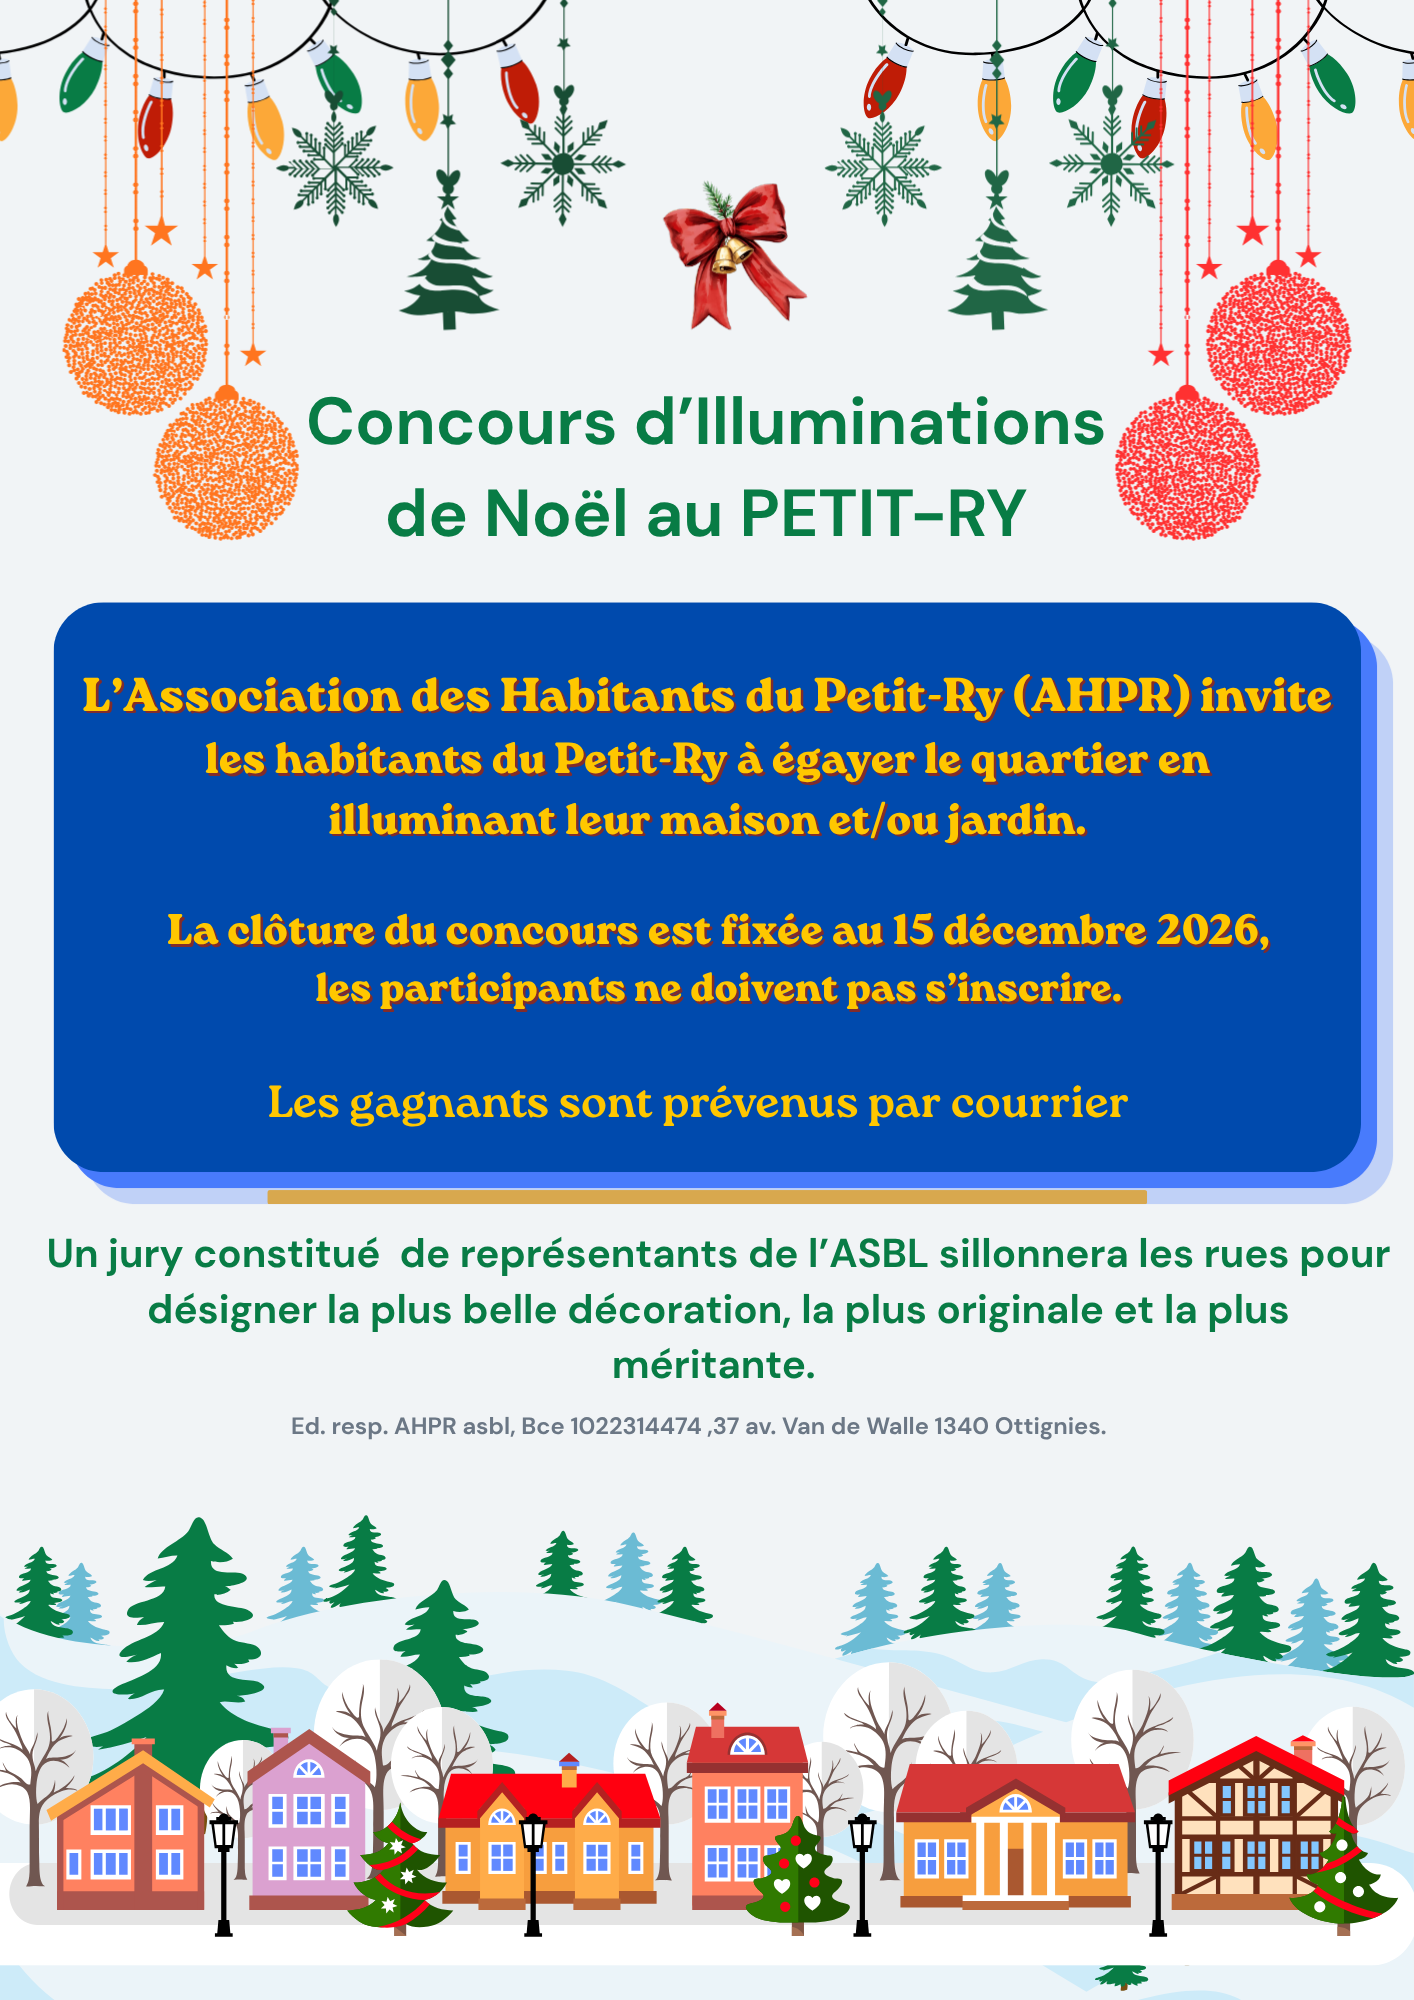 Concours d’Illuminations
de Noël au PETIT-RY
L’Association des Habitants du Petit-Ry (AHPR) invite
les habitants du Petit-Ry à égayer le quartier en
illuminant leur maison et/ou jardin.
La clôture du concours est fixée au 15 décembre 2026,
les participants ne doivent pas s’inscrire.
Les gagnants sont prévenus par courrier
Un jury constitué  de représentants de l’ASBL sillonnera les rues pour
désigner la plus belle décoration, la plus originale et la plus
méritante.
Ed. resp. AHPR asbl, Bce 1022314474 ,37 av. Van de Walle 1340 Ottignies.